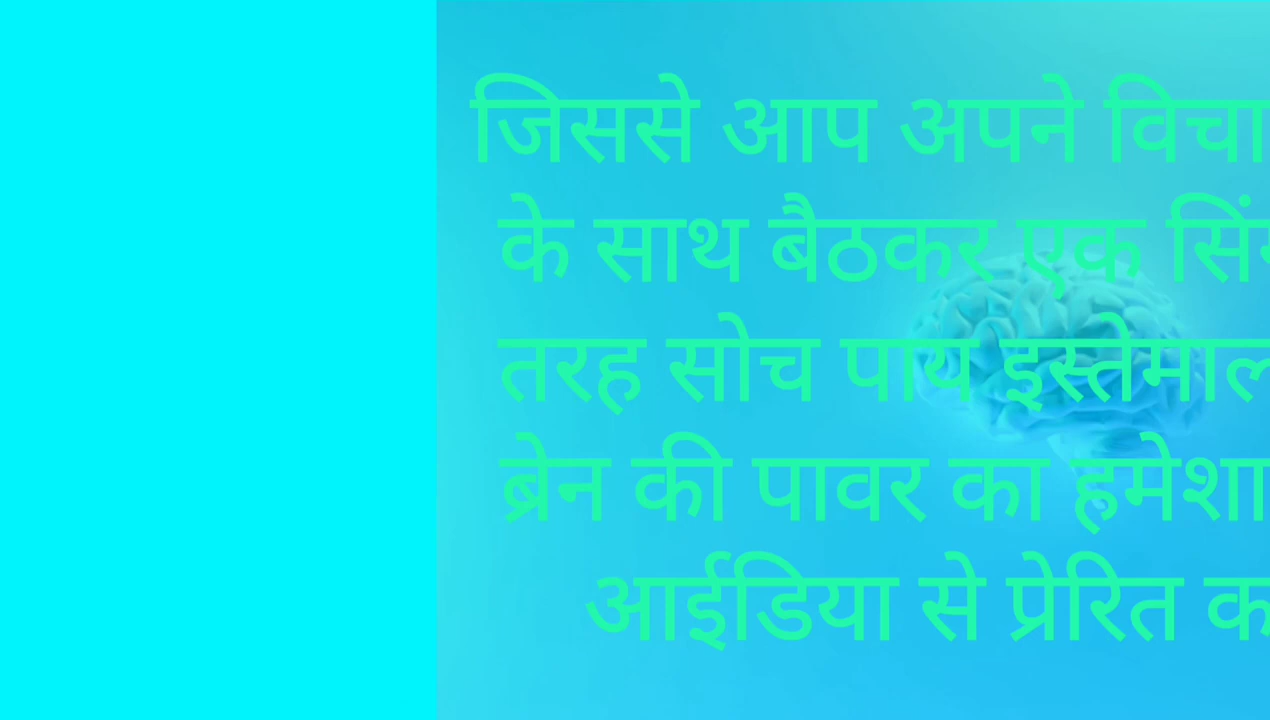 जिससे आप अपने विचा
के साथ बैठकर एक सिं
तरह सोच पाय इस्तेमाल
ब्रेन की पावर का हमेशा
आईडिया से प्रेरित क